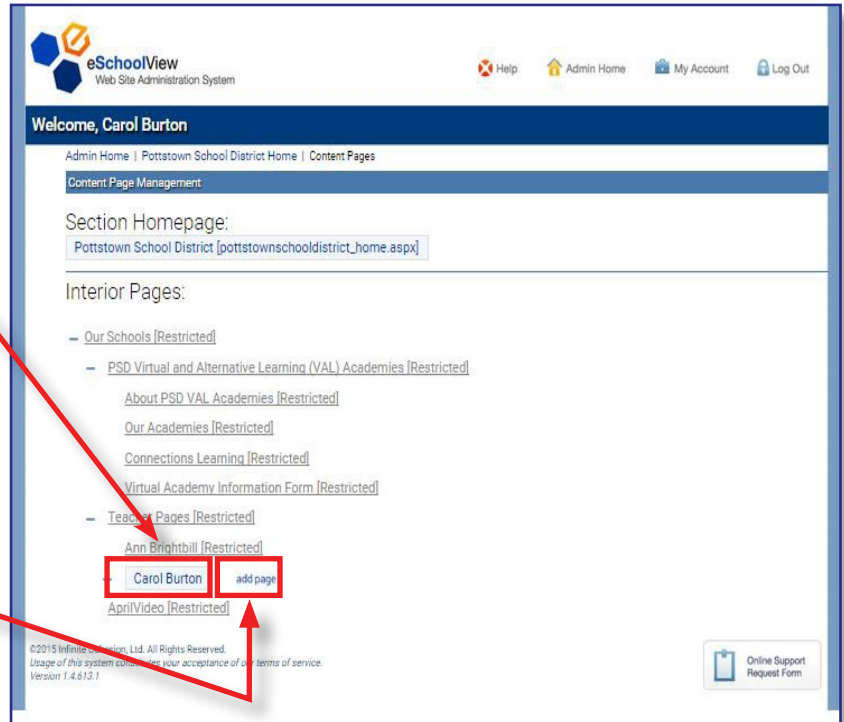 eSchoolView
Web Site Administration System
Help
Admin Home
My Account
Log Out
Welcome, Carol Burton
Admin Home | Pottstown School District Home | Content Pages
Content Page Management
Section Homepage:
Pottstown School District [pottstownschooldistrict_home.aspx]
Interior Pages:
Our Schools [Restricted]
PSD Virtual and Alternative Learning (VAL) Academies [Restricted]
About PSD VAL Academies [Restricted]
Our Academies [Restricted]
Connections Learning [Restricted]
Virtual Academy Information Form [Restricted]
Teacher Pages [Restricted]
Ann Brightbill [Restricted]
Carol Burton add page
AprilVideo [Restricted]
©2015 Infinite Cohesion, Ltd. All Rights Reserved.
Usage of this system constitutes your acceptance of our terms of service.
Version 1.4.613.1
Online Support
Request Form